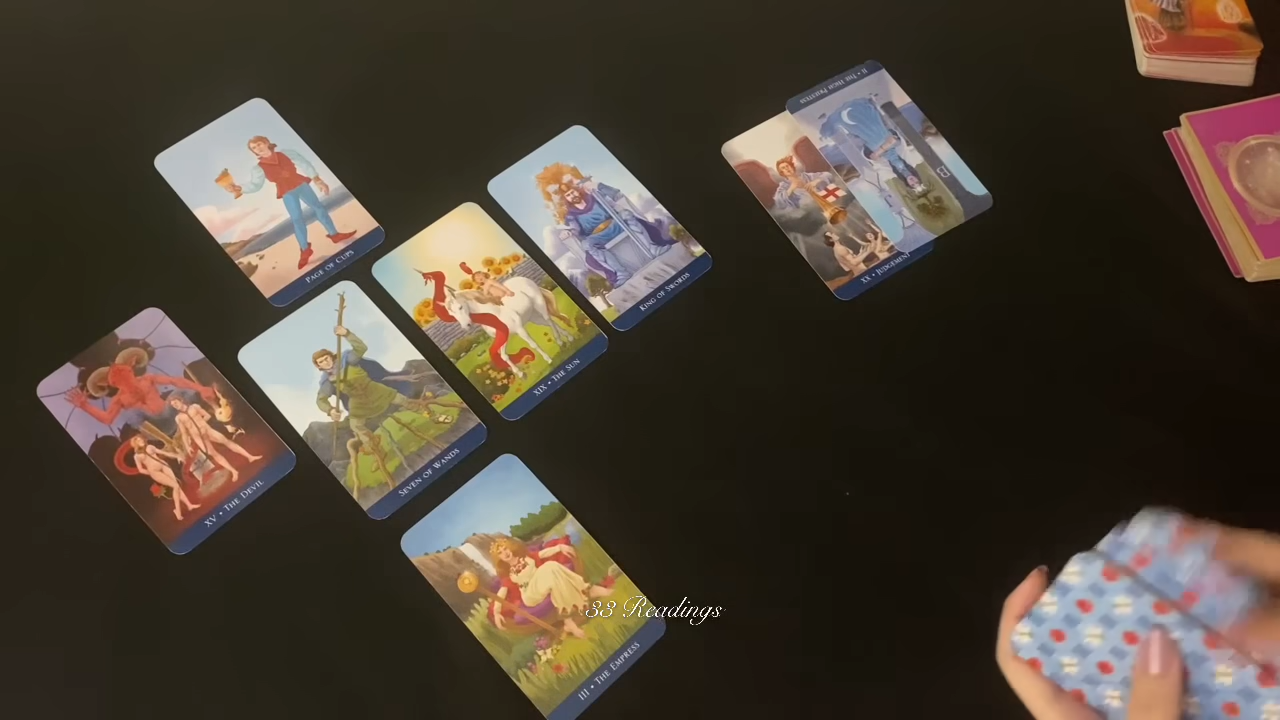 II • THE HIGH PRIESTESS
PAGE OF CUPS
KING OF SWORDS
XX • JUDGEMENT
XIX • THE SUN
XV • THE DEVIL
SEVEN OF WANDS
III • THE EMPRESS
33 Readings